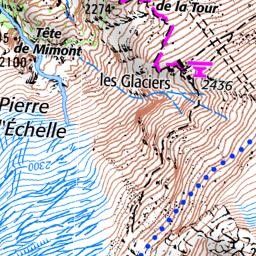 2274
de la Tour
Tête
de Mimont
2100
les Glaciers
2436
Pierre
l'Échelle
2300